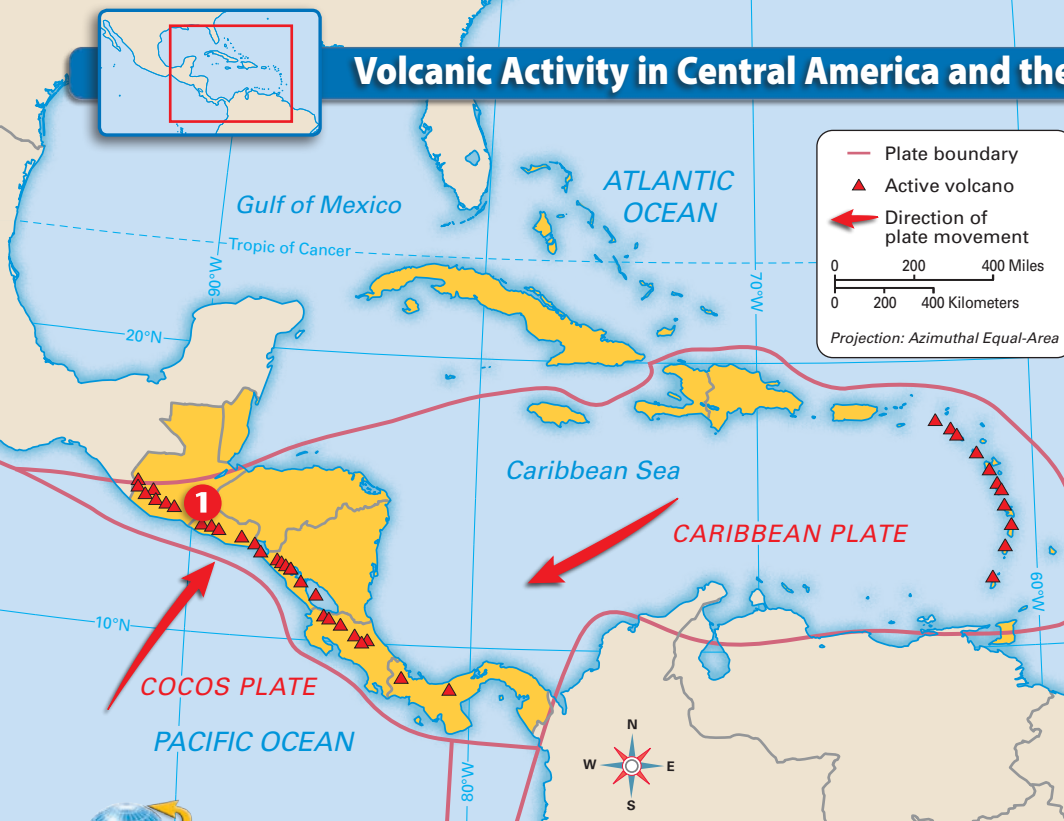 Volcanic Activity in Central America and the
Plate boundary
Active volcano
Direction of
plate movement
0 200 400 Miles
0 200 400 Kilometers
Projection: Azimuthal Equal-Area
ATLANTIC
OCEAN
Gulf of Mexico
Tropic of Cancer
90°W
70°W
20°N
Caribbean Sea
1
CARIBBEAN PLATE
60°W
10°N
COCOS PLATE
PACIFIC OCEAN
80°W
N
W E
S